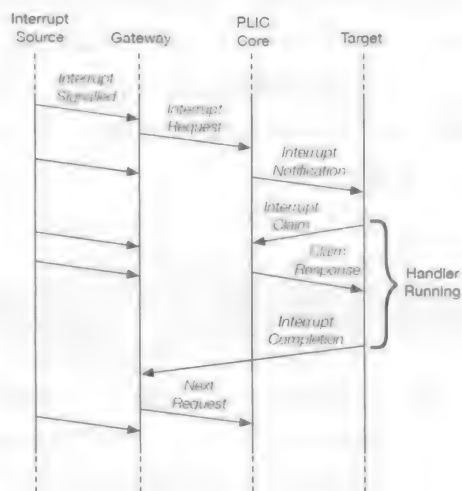 Interrupt
Source
Gateway
PLIC
Core
Target
Interrupt
Signalled
Interrupt
Request
Interrupt
Notification
Interrupt
Claim
Claim
Response
Handler
Running
Interrupt
Completion
Next
Request